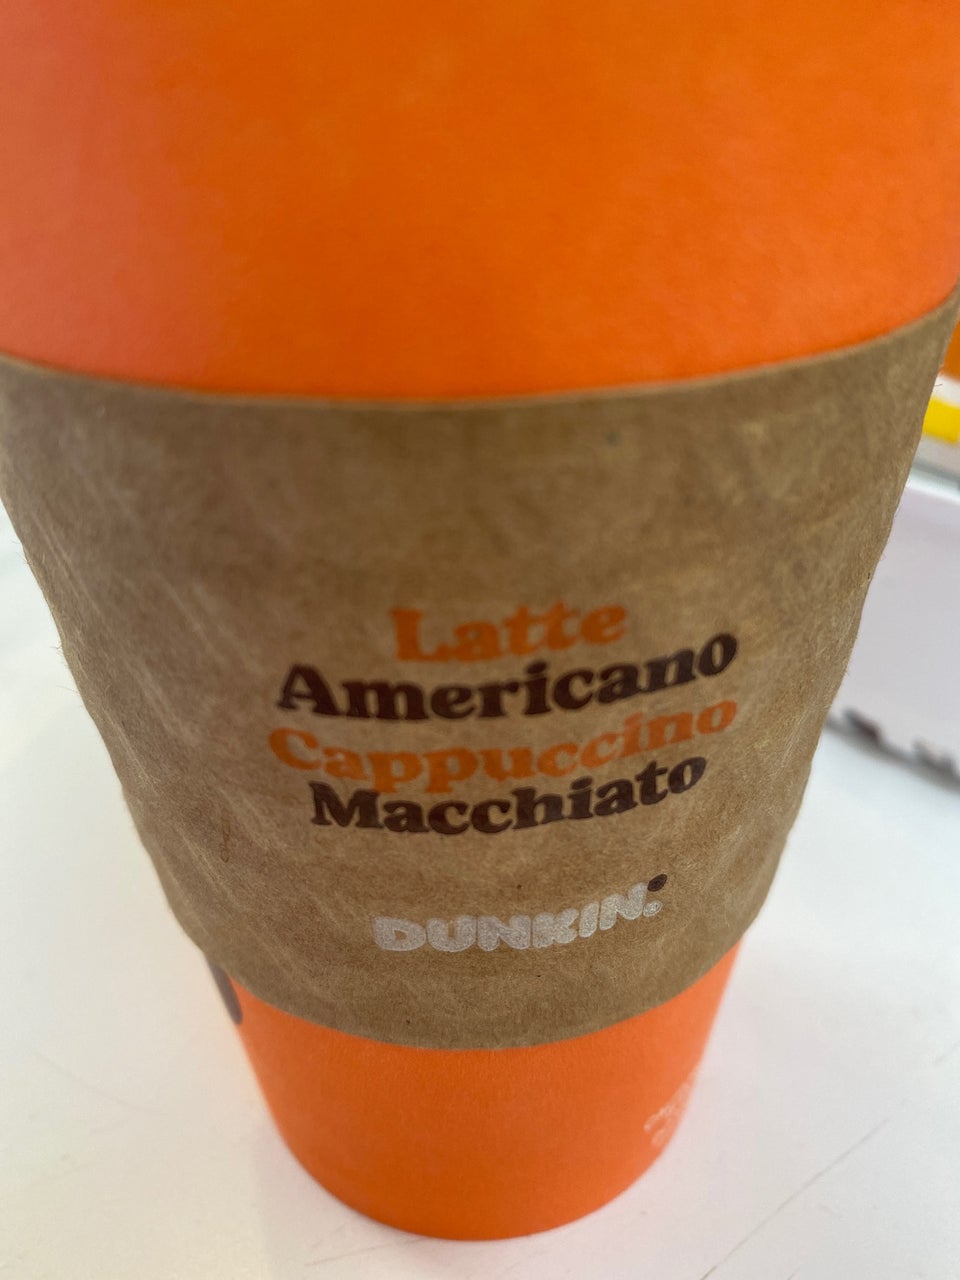 Latte
Americano
Cappuccino
Macchiato
DUNKIN: